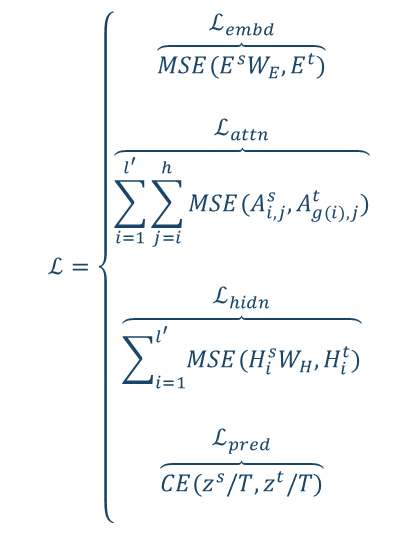 ℒ_embd
MSE(E^s W_E, E^t)
ℒ_attn
∑_{i=1}^{l′} ∑_{j=i}^{h} MSE(A^s_{i,j}, A^t_{g(i),j})
ℒ =
ℒ_hidn
∑_{i=1}^{l′} MSE(H^s_i W_H, H^t_i)
ℒ_pred
CE(z^s/T, z^t/T)